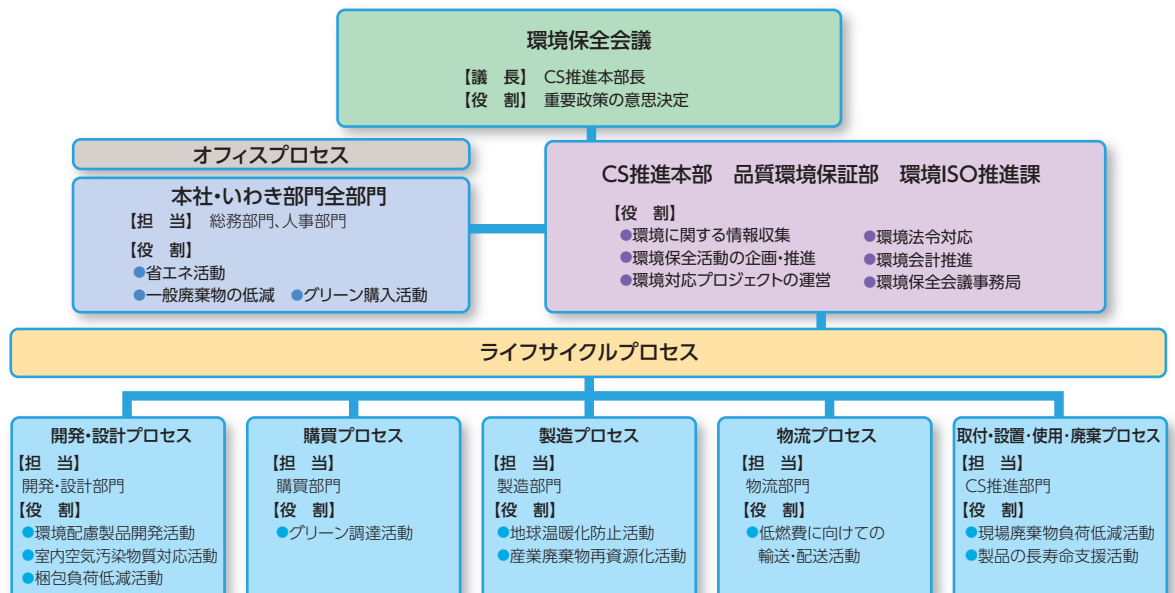 環境保全会議
【議 長】 CS推進本部長
【役 割】 重要政策の意思決定
オフィスプロセス
本社・いわき部門全部門
【担 当】 総務部門、人事部門
【役 割】
●省エネ活動
●一般廃棄物の低減 ●グリーン購入活動
CS推進本部 品質環境保証部 環境ISO推進課
【役 割】
●環境に関する情報収集
●環境保全活動の企画・推進
●環境対応プロジェクトの運営
●環境法令対応
●環境会計推進
●環境保全会議事務局
ライフサイクルプロセス
開発・設計プロセス
【担 当】
開発・設計部門
【役 割】
●環境配慮製品開発活動
●室内空気汚染物質対応活動
●梱包負荷低減活動
購買プロセス
【担 当】
購買部門
【役 割】
●グリーン調達活動
製造プロセス
【担 当】
製造部門
【役 割】
●地球温暖化防止活動
●産業廃棄物再資源化活動
物流プロセス
【担 当】
物流部門
【役 割】
●低燃費に向けての
輸送・配送活動
取付・設置・使用・廃棄プロセス
【担 当】
CS推進部門
【役 割】
●現場廃棄物負荷低減活動
●製品の長寿命支援活動